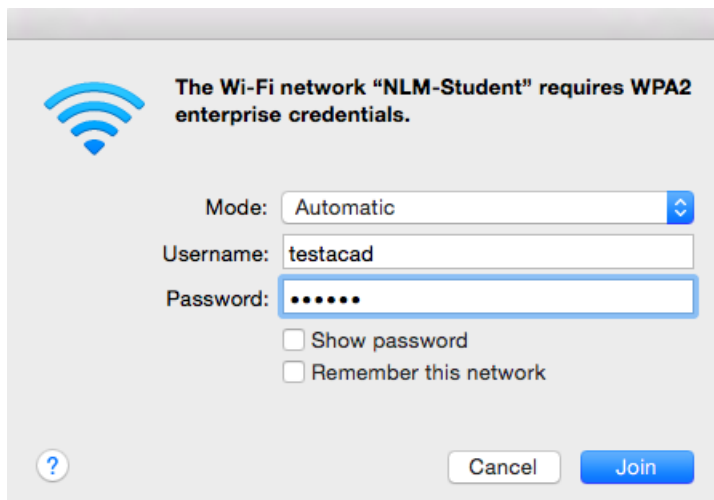 The Wi-Fi network “NLM-Student” requires WPA2
enterprise credentials.
Mode: Automatic
Username: testacad
Password: ••••••
Show password
Remember this network
? Cancel Join